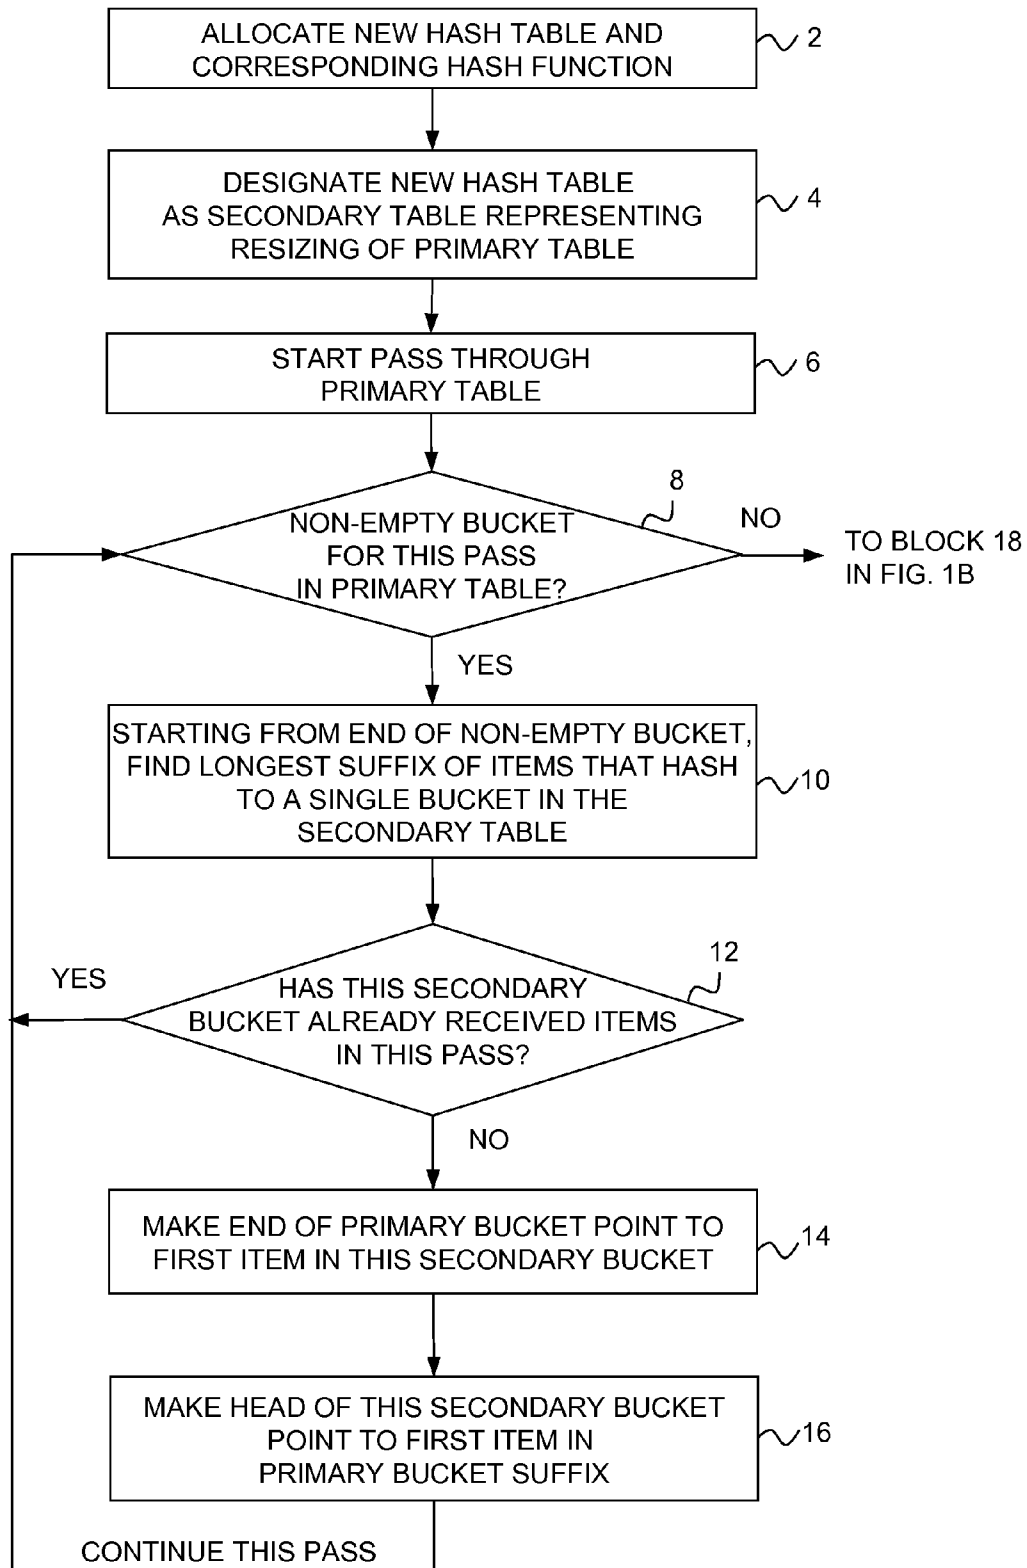 ALLOCATE NEW HASH TABLE AND
CORRESPONDING HASH FUNCTION
2
DESIGNATE NEW HASH TABLE
AS SECONDARY TABLE REPRESENTING
RESIZING OF PRIMARY TABLE
4
START PASS THROUGH
PRIMARY TABLE
6
8
NON-EMPTY BUCKET
FOR THIS PASS
IN PRIMARY TABLE?
NO
TO BLOCK 18
IN FIG. 1B
YES
STARTING FROM END OF NON-EMPTY BUCKET,
FIND LONGEST SUFFIX OF ITEMS THAT HASH
TO A SINGLE BUCKET IN THE
SECONDARY TABLE
10
12
YES
HAS THIS SECONDARY
BUCKET ALREADY RECEIVED ITEMS
IN THIS PASS?
NO
MAKE END OF PRIMARY BUCKET POINT TO
FIRST ITEM IN THIS SECONDARY BUCKET
14
MAKE HEAD OF THIS SECONDARY BUCKET
POINT TO FIRST ITEM IN
PRIMARY BUCKET SUFFIX
16
CONTINUE THIS PASS